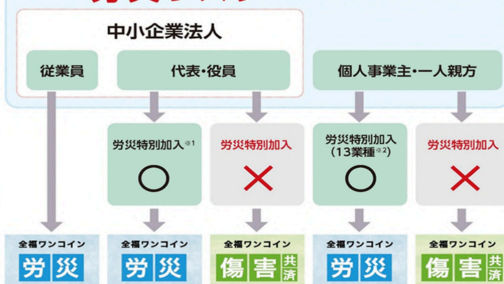 中小企業法人
従業員
代表・役員
個人事業主・一人親方
労災特別加入※1
○
労災特別加入
×
労災特別加入
(13業種※2)
○
労災特別加入
×
全福ワンコイン
労災
全福ワンコイン
労災
全福ワンコイン
傷害共済
全福ワンコイン
労災
全福ワンコイン
傷害共済